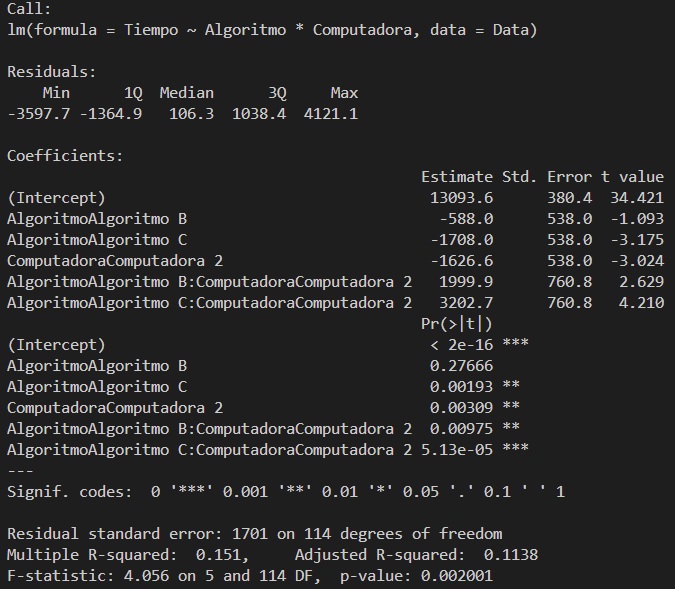 Call:
lm(formula = Tiempo ~ Algoritmo * Computadora, data = Data)
Residuals:
    Min      1Q  Median      3Q     Max
-3597.7 -1364.9   106.3  1038.4  4121.1
Coefficients:
                                          Estimate Std. Error t value
(Intercept)                                13093.6      380.4  34.421
AlgoritmoAlgoritmo B                        -588.0      538.0  -1.093
AlgoritmoAlgoritmo C                       -1708.0      538.0  -3.175
ComputadoraComputadora 2                   -1626.6      538.0  -3.024
AlgoritmoAlgoritmo B:ComputadoraComputadora 2   1999.9      760.8   2.629
AlgoritmoAlgoritmo C:ComputadoraComputadora 2   3202.7      760.8   4.210
                                          Pr(>|t|)
(Intercept)                                < 2e-16 ***
AlgoritmoAlgoritmo B                       0.27666
AlgoritmoAlgoritmo C                       0.00193 **
ComputadoraComputadora 2                   0.00309 **
AlgoritmoAlgoritmo B:ComputadoraComputadora 2  0.00975 **
AlgoritmoAlgoritmo C:ComputadoraComputadora 2 5.13e-05 ***
---
Signif. codes:  0 '***' 0.001 '**' 0.01 '*' 0.05 '.' 0.1 ' ' 1
Residual standard error: 1701 on 114 degrees of freedom
Multiple R-squared:  0.151,     Adjusted R-squared:  0.1138
F-statistic: 4.056 on 5 and 114 DF,  p-value: 0.002001